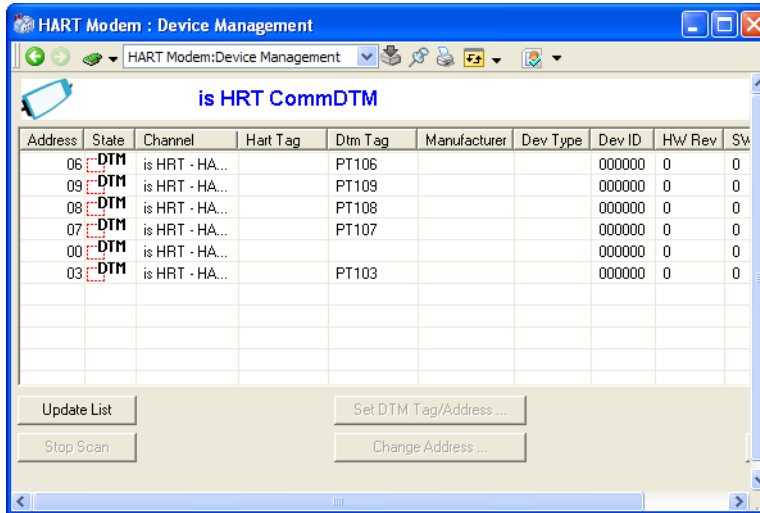 HART Modem : Device Management
HART Modem:Device Management
is HRT CommDTM
Address State Channel Hart Tag Dtm Tag Manufacturer Dev Type Dev ID HW Rev
06 DTM is HRT - HA... PT106 000000 0 0
09 DTM is HRT - HA... PT109 000000 0 0
08 DTM is HRT - HA... PT108 000000 0 0
07 DTM is HRT - HA... PT107 000000 0 0
00 DTM is HRT - HA... 000000 0 0
03 DTM is HRT - HA... PT103 000000 0 0
Update List Set DTM Tag/Address ...
Stop Scan Change Address ...